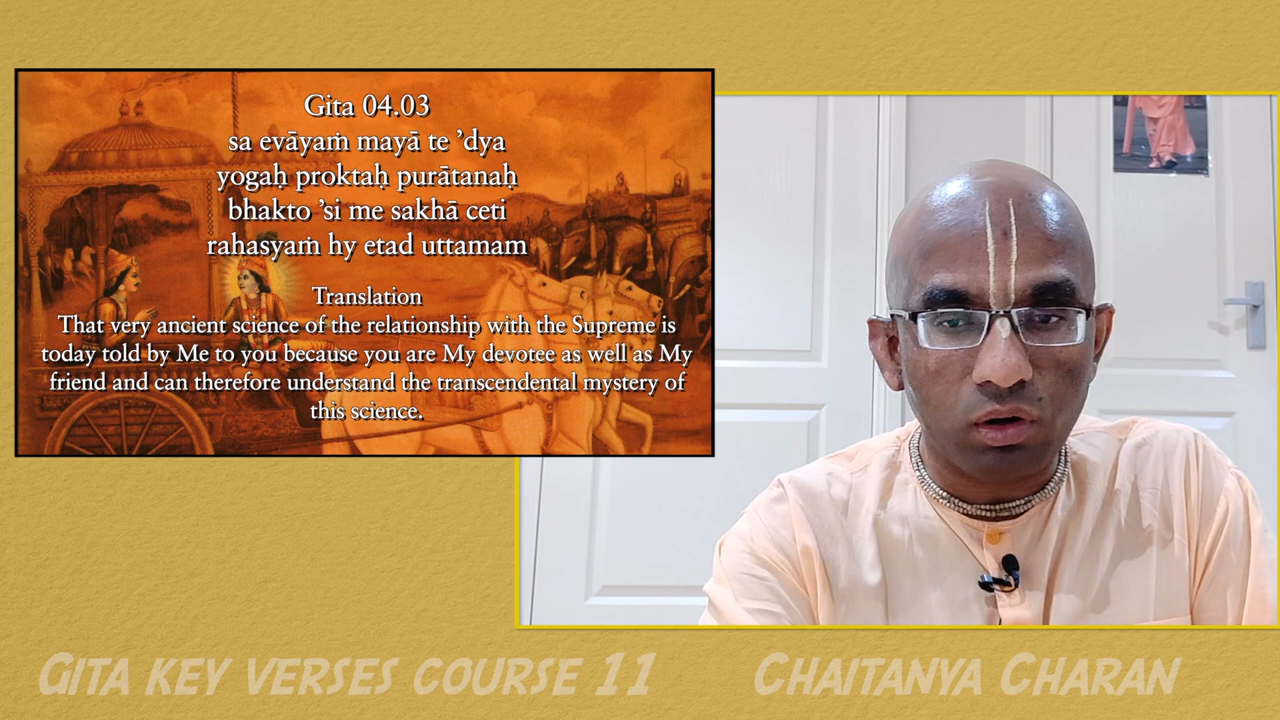 Gita 04.03
sa evāyaṁ mayā te ’dya
yogaḥ proktaḥ purātanaḥ
bhakto ’si me sakhā ceti
rahasyaṁ hy etad uttamam
Translation
That very ancient science of the relationship with the Supreme is
today told by Me to you because you are My devotee as well as My
friend and can therefore understand the transcendental mystery of
this science.
Gita key verses course 11
Chaitanya Charan